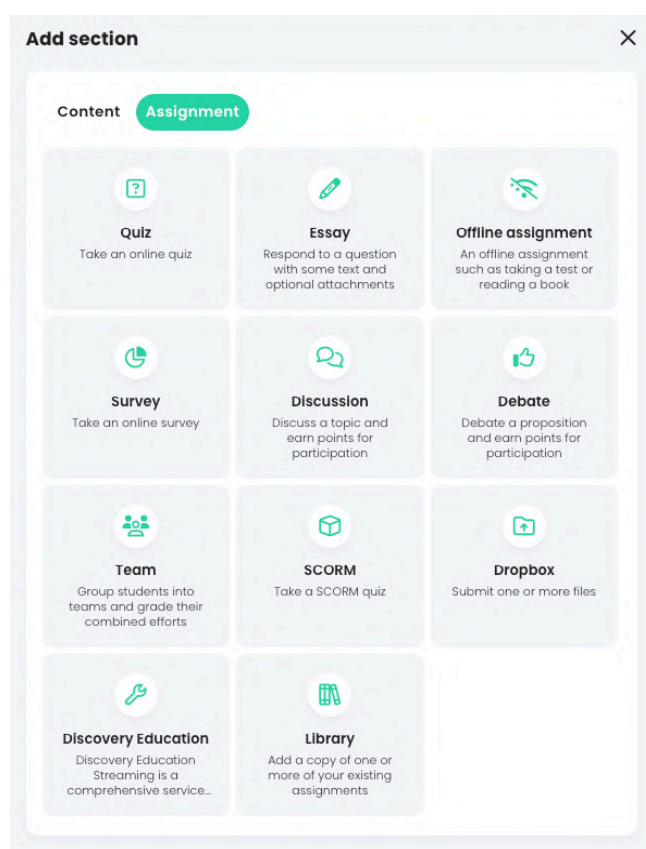 Add section
Content Assignment
Quiz
Take an online quiz
Essay
Respond to a question
with some text and
optional attachments
Offline assignment
An offline assignment
such as taking a test or
reading a book
Survey
Take an online survey
Discussion
Discuss a topic and
earn points for
participation
Debate
Debate a proposition
and earn points for
participation
Team
Group students into
teams and grade their
combined efforts
SCORM
Take a SCORM quiz
Dropbox
Submit one or more files
Discovery Education
Discovery Education
Streaming is a
comprehensive service...
Library
Add a copy of one or
more of your existing
assignments